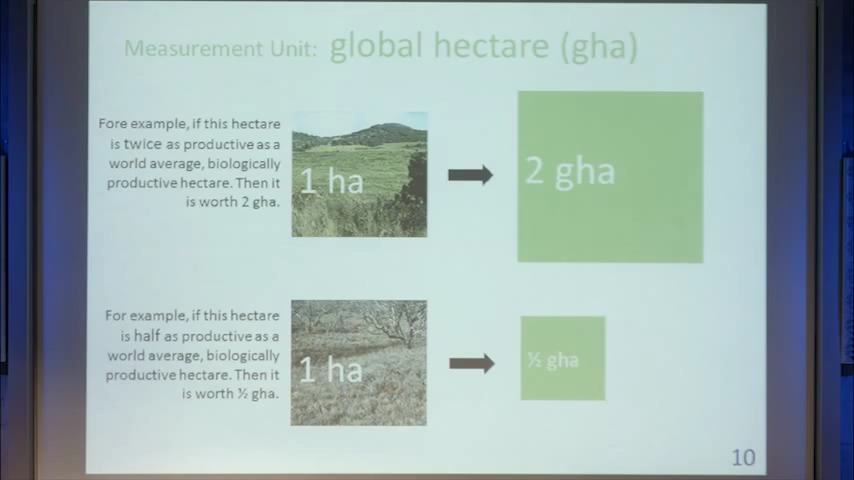 Measurement Unit: global hectare (gha)
Fore example, if this hectare
is twice as productive as a
world average, biologically
productive hectare. Then it
is worth 2 gha.
1 ha
2 gha
For example, if this hectare
is half as productive as a
world average, biologically
productive hectare. Then it
is worth ½ gha.
1 ha
½ gha
10